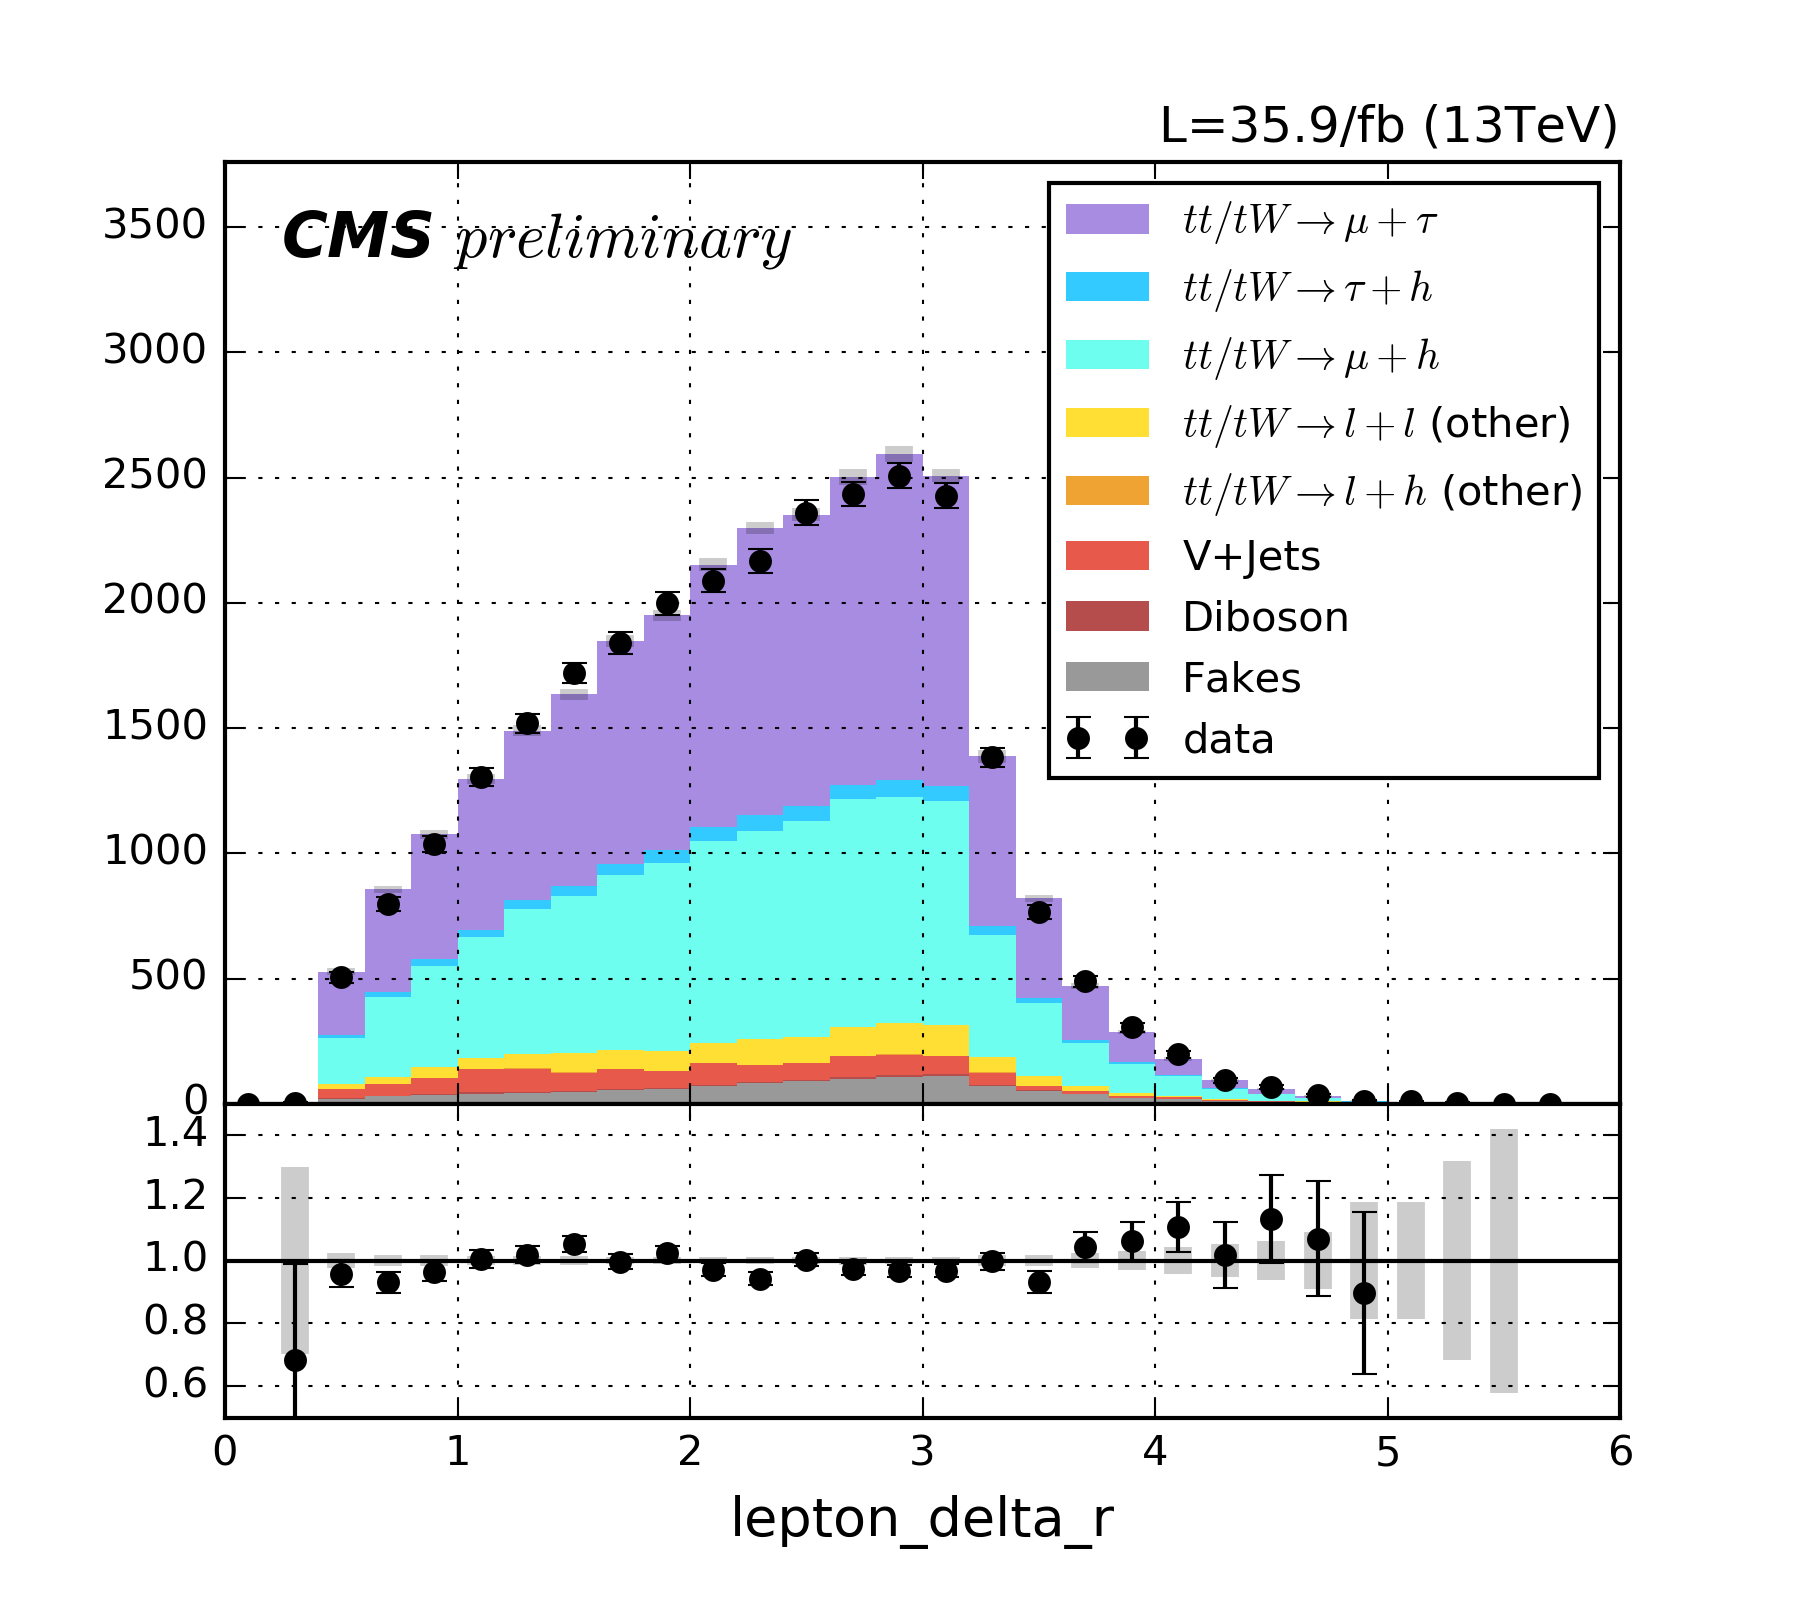 L=35.9/fb (13TeV)
CMS preliminary
3500
3000
2500
2000
1500
1000
500
0
tt/tW→μ+τ
tt/tW→τ+h
tt/tW→μ+h
tt/tW→l+l (other)
tt/tW→l+h (other)
V+Jets
Diboson
Fakes
data
1.4
1.2
1.0
0.8
0.6
0 1 2 3 4 5 6
lepton_delta_r